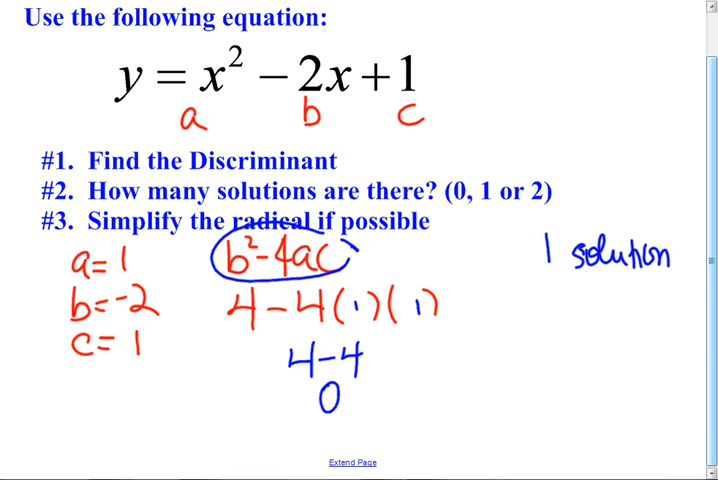 Use the following equation:
y = x² − 2x + 1
a b c
#1. Find the Discriminant
#2. How many solutions are there? (0, 1 or 2)
#3. Simplify the radical if possible
a = 1 b² - 4ac 1 solution
b = -2 4 - 4(1)(1)
c = 1 4 - 4
0
Extend Page